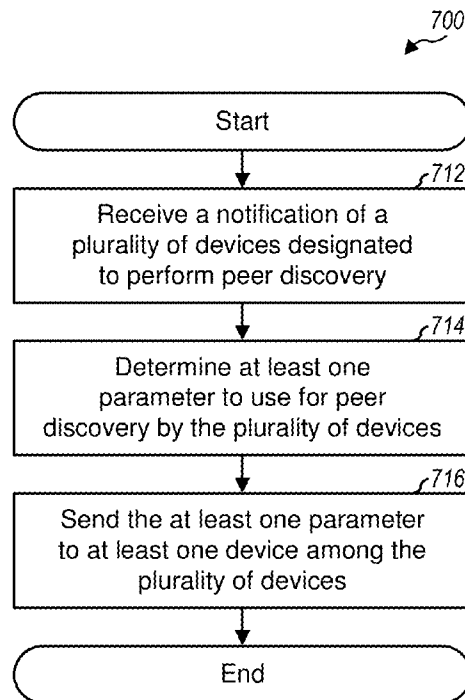 700
Start
712
Receive a notification of a
plurality of devices designated
to perform peer discovery
714
Determine at least one
parameter to use for peer
discovery by the plurality of devices
716
Send the at least one parameter
to at least one device among the
plurality of devices
End